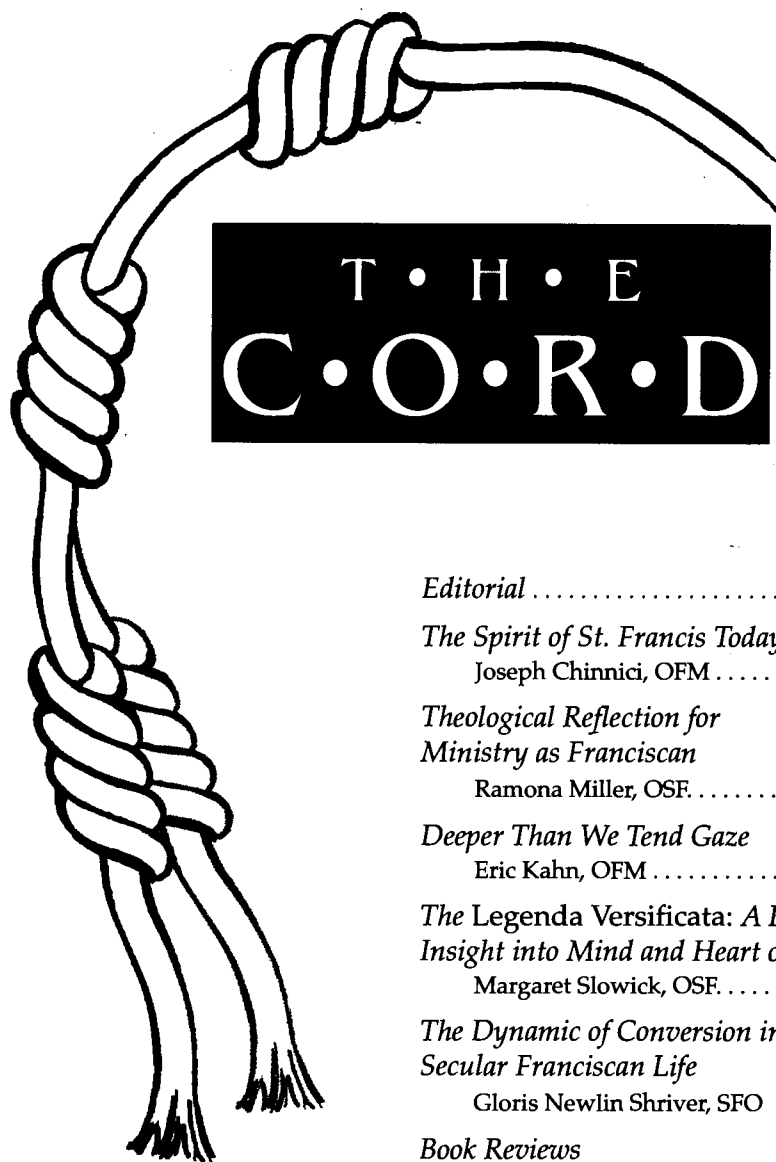 T • H • E
C • O • R • D
Editorial ........................
The Spirit of St. Francis Today
Joseph Chinnici, OFM .....
Theological Reflection for
Ministry as Franciscan
Ramona Miller, OSF.........
Deeper Than We Tend Gaze
Eric Kahn, OFM ............
The Legenda Versificata: A
Insight into Mind and Heart
Margaret Slowick, OSF.....
The Dynamic of Conversion in
Secular Franciscan Life
Gloris Newlin Shriver, SFO
Book Reviews